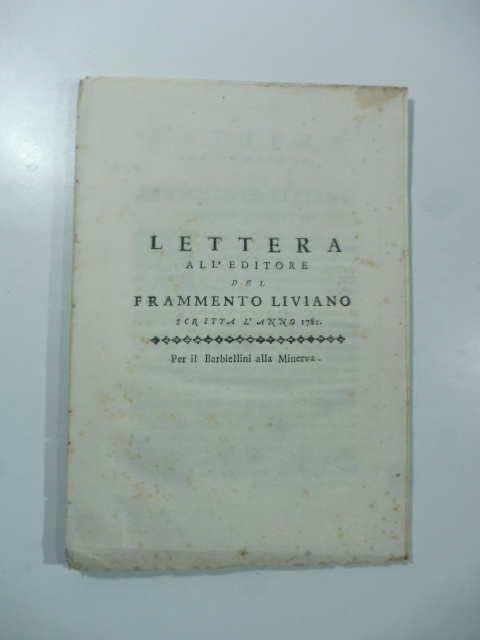 LETTERA
ALL'EDITORE
DEL
FRAMMENTO LIVIANO
SCRITTA L'ANNO 1781.
Per il Barbiellini alla Minerva.